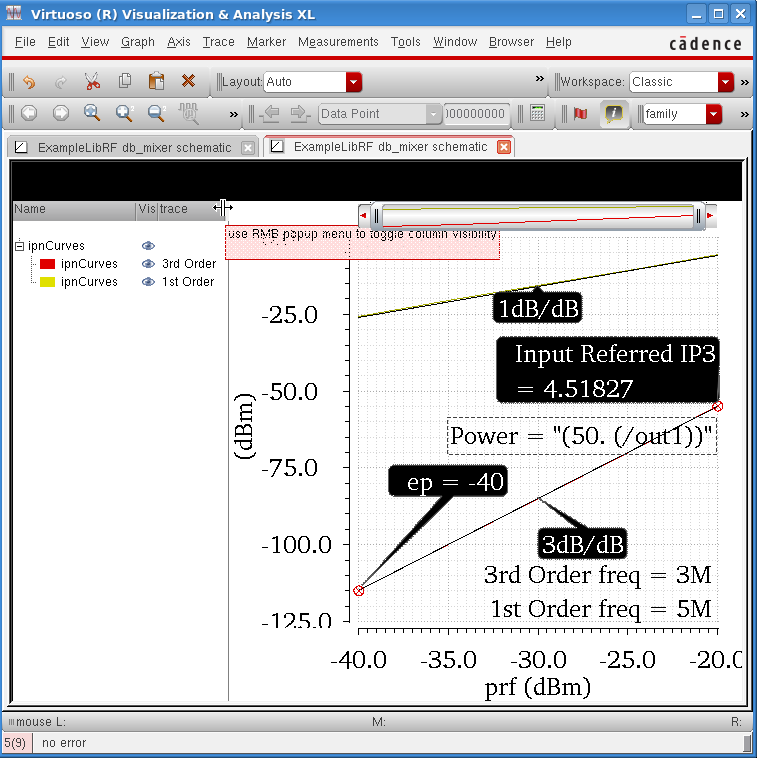 Virtuoso (R) Visualization & Analysis XL
File Edit View Graph Axis Trace Marker Measurements Tools Window Browser Help
cādence
Layout: Auto » Workspace: Classic »
» Data Point 000000000 family »
ExampleLibRF db_mixer schematic
ExampleLibRF db_mixer schematic
Name Vis trace
use RMB popup menu to toggle column visibility
ipnCurves
ipnCurves 3rd Order
ipnCurves 1st Order
-25.0
1dB/dB
Input Referred IP3
= 4.51827
-50.0
(dBm)
Power = "(50. (/out1))"
-75.0
ep = -40
-100.0
3dB/dB
3rd Order freq = 3M
1st Order freq = 5M
-125.0
-40.0 -35.0 -30.0 -25.0 -20.0
prf (dBm)
mouse L: M: R:
5(9) no error